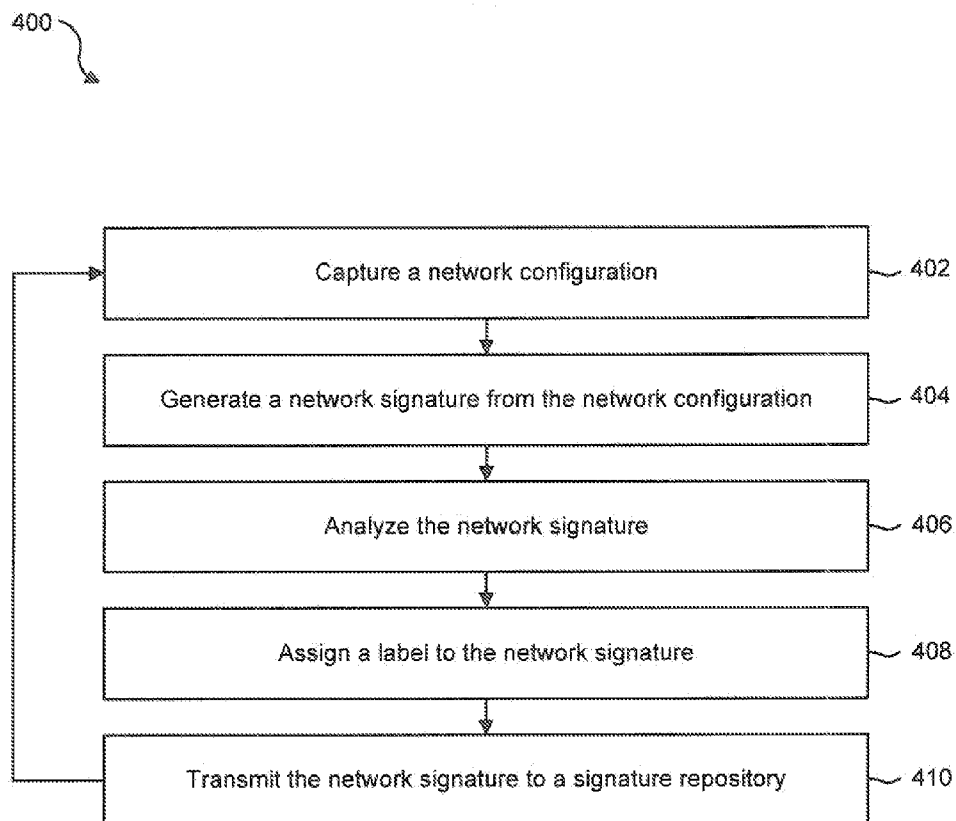 400
Capture a network configuration
402
Generate a network signature from the network configuration
404
Analyze the network signature
406
Assign a label to the network signature
408
Transmit the network signature to a signature repository
410